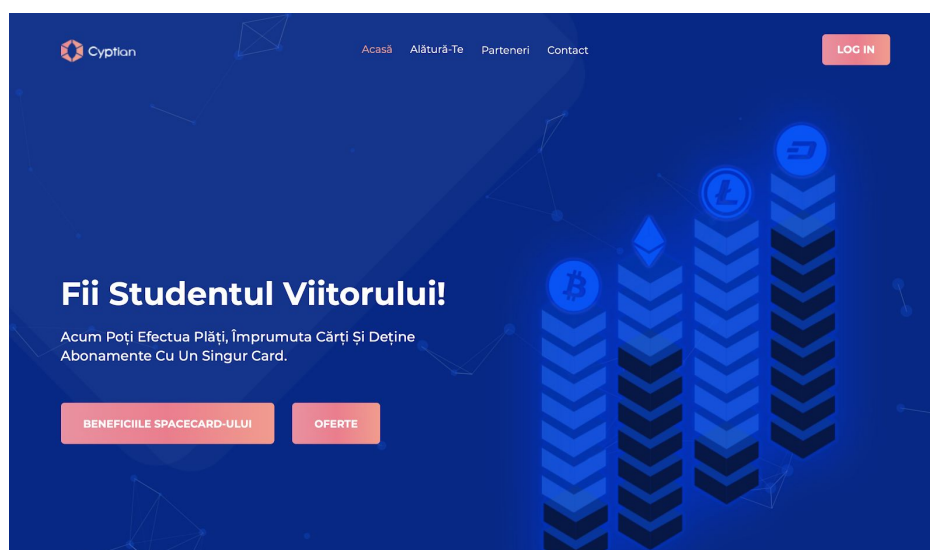 Cyptian
Acasă
Alătură-Te
Parteneri
Contact
LOG IN
Fii Studentul Viitorului!
Acum Poți Efectua Plăți, Împrumuta Cărți Și Deține
Abonamente Cu Un Singur Card.
BENEFICIILE SPACECARD-ULUI
OFERTE